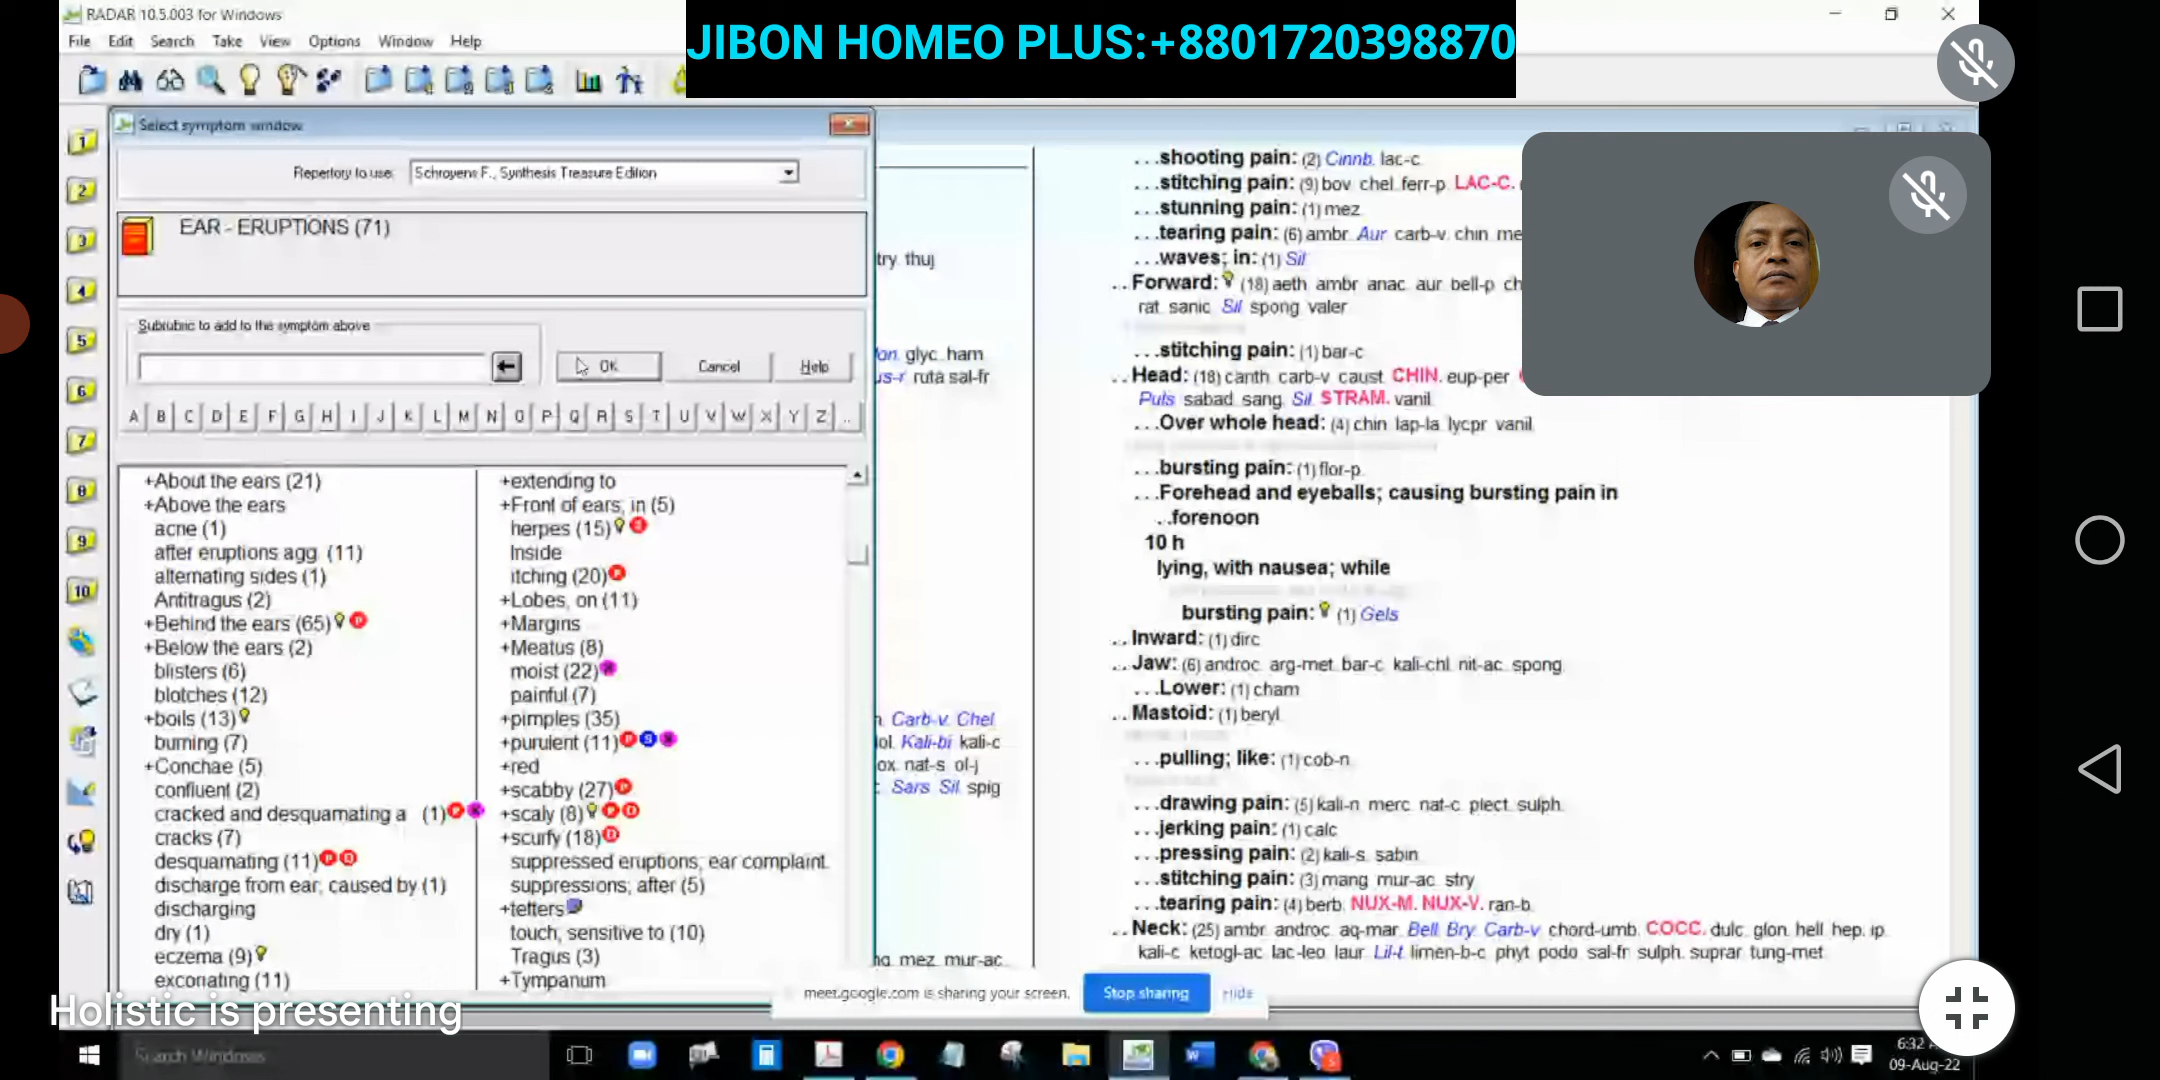 RADAR 10.5.003 for Windows
JIBON HOMEO PLUS:+8801720398870
File Edit Search Take View Options Window Help
1
2
3
4
5
6
7
8
9
10
Select symptom window
Repertory to use: Schroyens F., Synthesis Treasure Edition
EAR - ERUPTIONS (71)
Subrubric to add to the symptom above
OK Cancel Help
A B C D E F G H I J K L M N O P Q R S T U V W X Y Z ..
+About the ears (21)
+Above the ears
acne (1)
after eruptions agg. (11)
alternating sides (1)
Antitragus (2)
+Behind the ears (65)
+Below the ears (2)
blisters (6)
blotches (12)
+boils (13)
burning (7)
+Conchae (5)
confluent (2)
cracked and desquamating a (1)
cracks (7)
desquamating (11)
discharge from ear; caused by (1)
discharging
dry (1)
eczema (9)
excoriating (11)
+extending to
+Front of ears; in (5)
herpes (15)
Inside
itching (20)
+Lobes, on (11)
+Margins
+Meatus (8)
moist (22)
painful (7)
+pimples (35)
+purulent (11)
+red
+scabby (27)
+scaly (8)
+scurfy (18)
suppressed eruptions; ear complaint.
suppressions; after (5)
+tetters
touch; sensitive to (10)
Tragus (3)
+Tympanum
try thuj
glyc ham
ruta sal-fr
Carb-v. Chel
Kali-bi kali-c
nat-s ol-j
Sars Sil spig
mez mur-ac
...shooting pain: (2) Cinnb. lac-c.
...stitching pain: (9) bov chel ferr-p. LAC-C.
...stunning pain: (1) mez
...tearing pain: (6) ambr. Aur carb-v. chin
...waves; in: (1) Sil
..Forward: (18) aeth ambr anac aur bell-p
rat sanic Sil spong valer
...stitching pain: (1) bar-c
..Head: (18) canth carb-v caust CHIN. eup-per
Puls sabad sang Sil STRAM. vanil
...Over whole head: (4) chin lap-la lycpr vanil
...bursting pain: (1) flor-p.
...Forehead and eyeballs; causing bursting pain in
..forenoon
10 h
lying, with nausea; while
bursting pain: (1) Gels
..Inward: (1) dirc
..Jaw: (6) androc arg-met bar-c kali-chl nit-ac spong
...Lower: (1) cham
..Mastoid: (1) beryl
...pulling; like: (1) cob-n
...drawing pain: (5) kali-n merc nat-c plect sulph.
...jerking pain: (1) calc
...pressing pain: (2) kali-s. sabin
...stitching pain: (3) mang mur-ac stry
...tearing pain: (4) berb. NUX-M. NUX-V. ran-b.
..Neck: (25) ambr androc aq-mar Bell Bry Carb-v chord-umb. COCC. dulc glon hell hep. ip
kali-c ketogl-ac lac-leo laur Lil-t limen-b-c phyt podo sal-fr sulph. suprar tung-met
meet.google.com is sharing your screen. Stop sharing Hide
Holistic is presenting
Search Windows
6:32
09-Aug-22